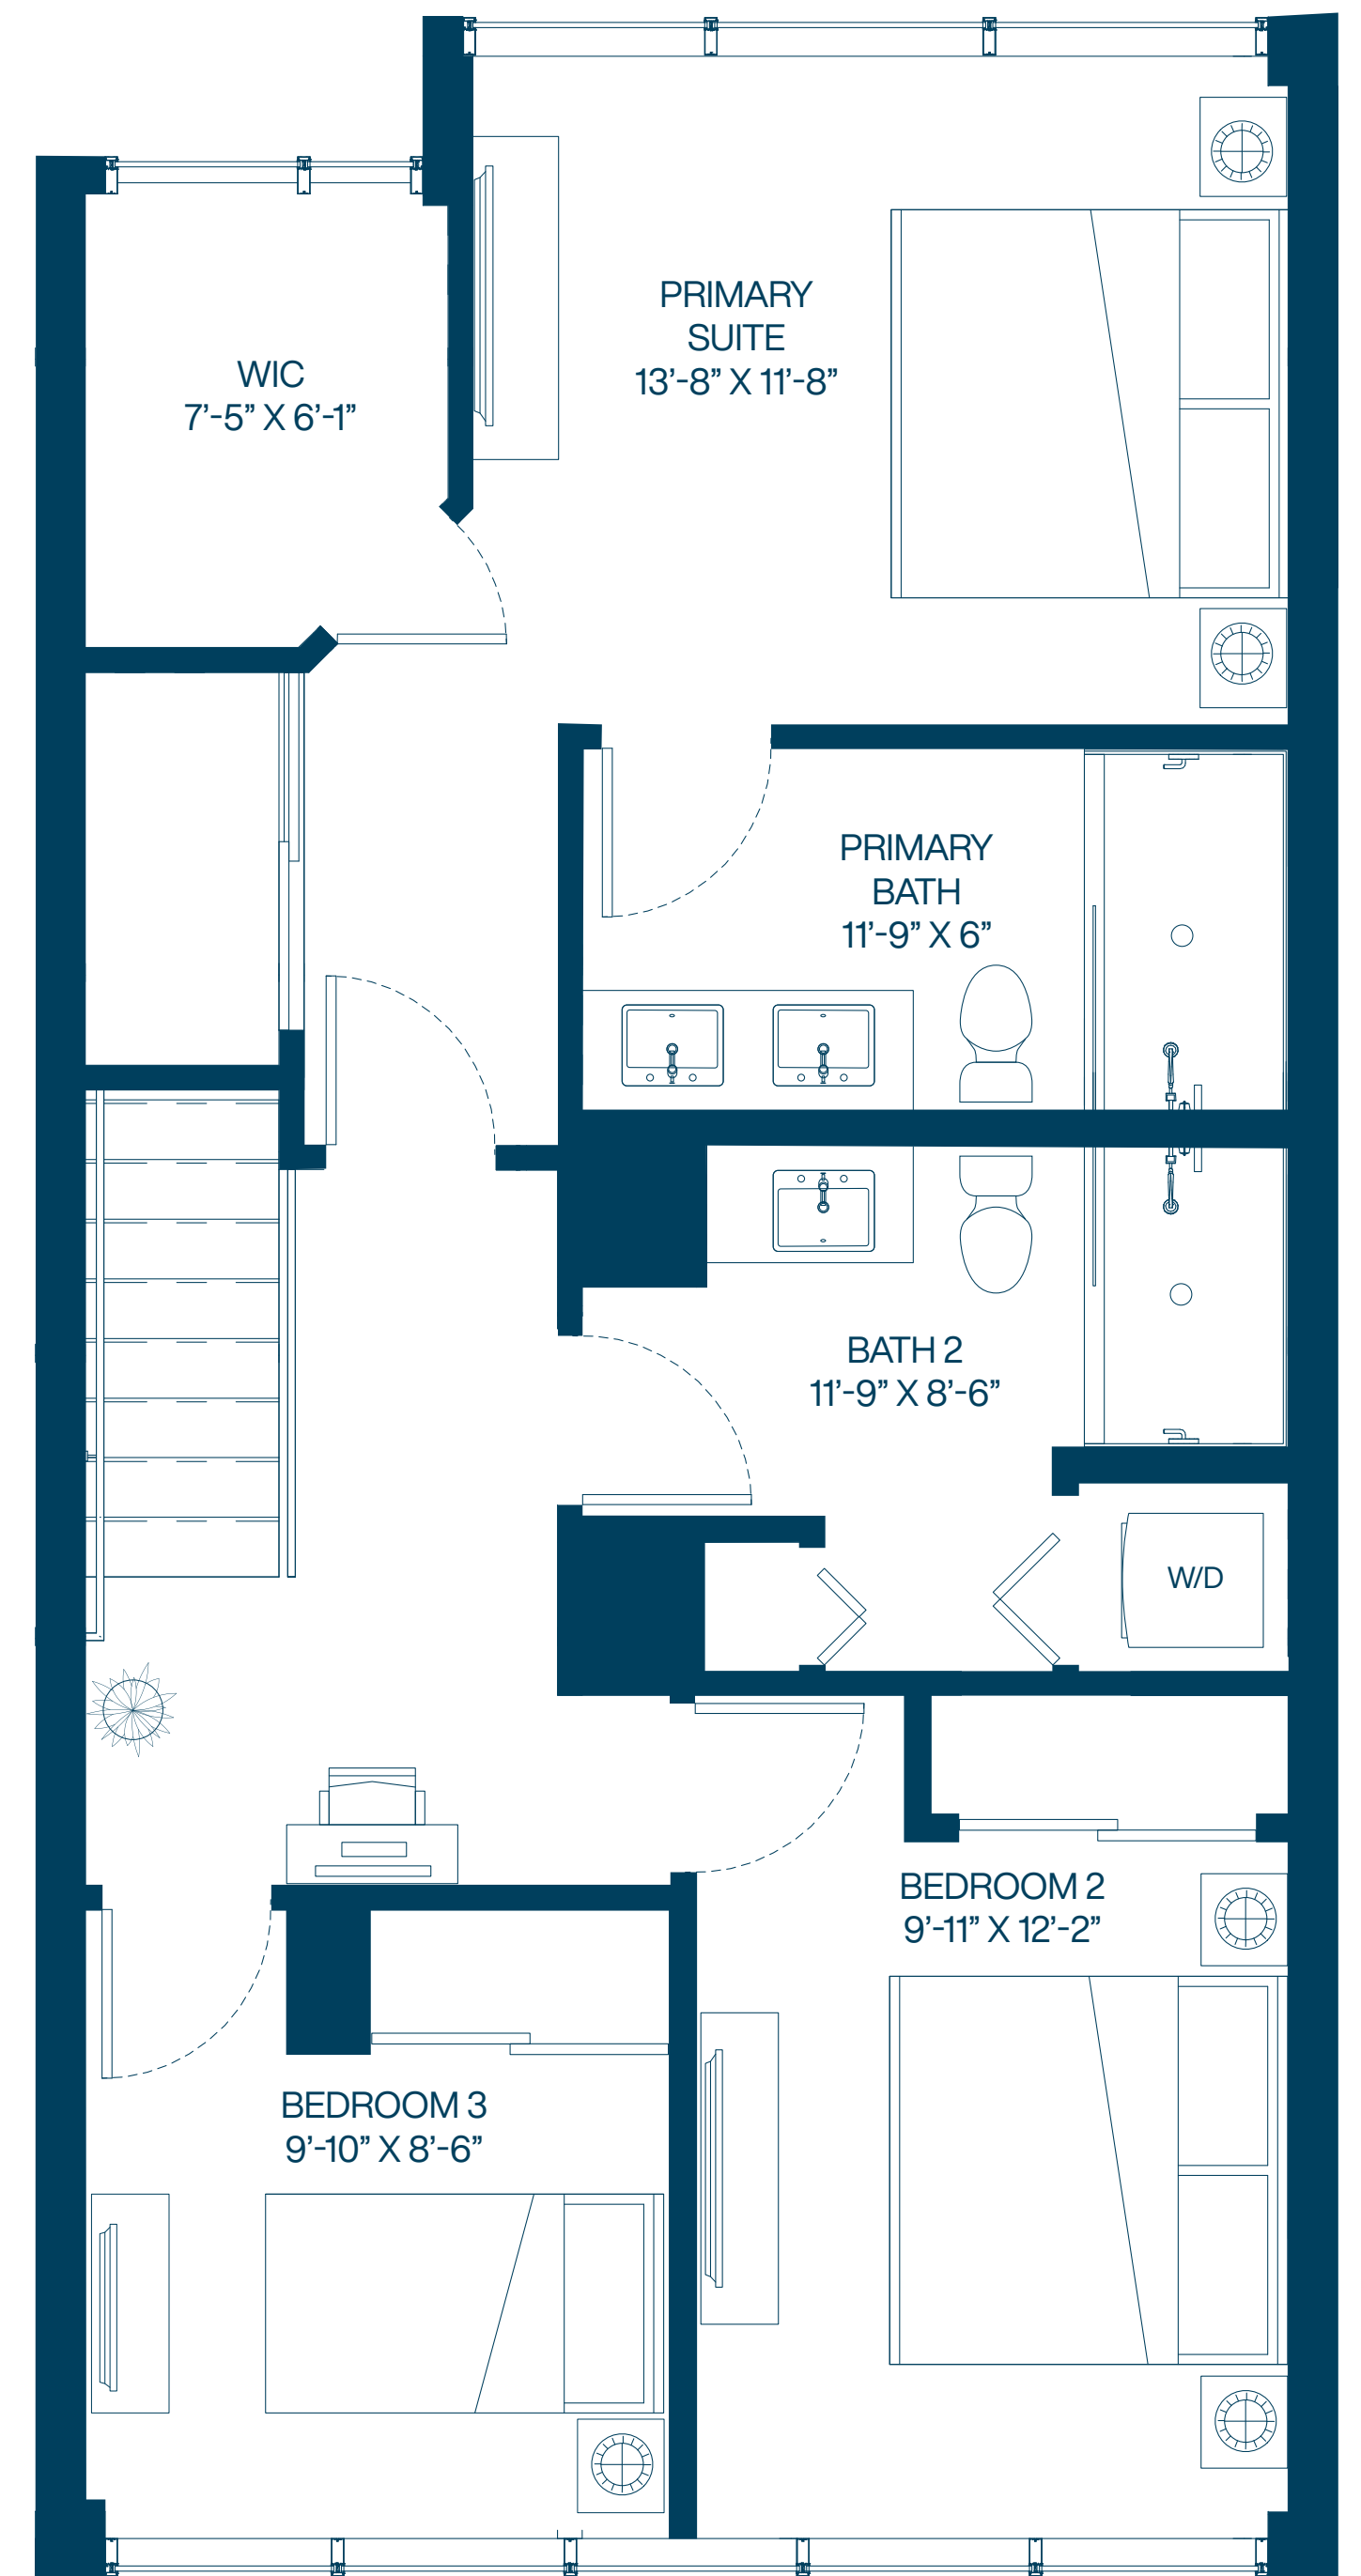 PRIMARY
SUITE
13’-8” X 11’-8”
WIC
7’-5” X 6’-1”
PRIMARY
BATH
11’-9” X 6”
BATH 2
11’-9” X 8’-6”
W/D
BEDROOM 2
9’-11” X 12’-2”
BEDROOM 3
9’-10” X 8’-6”